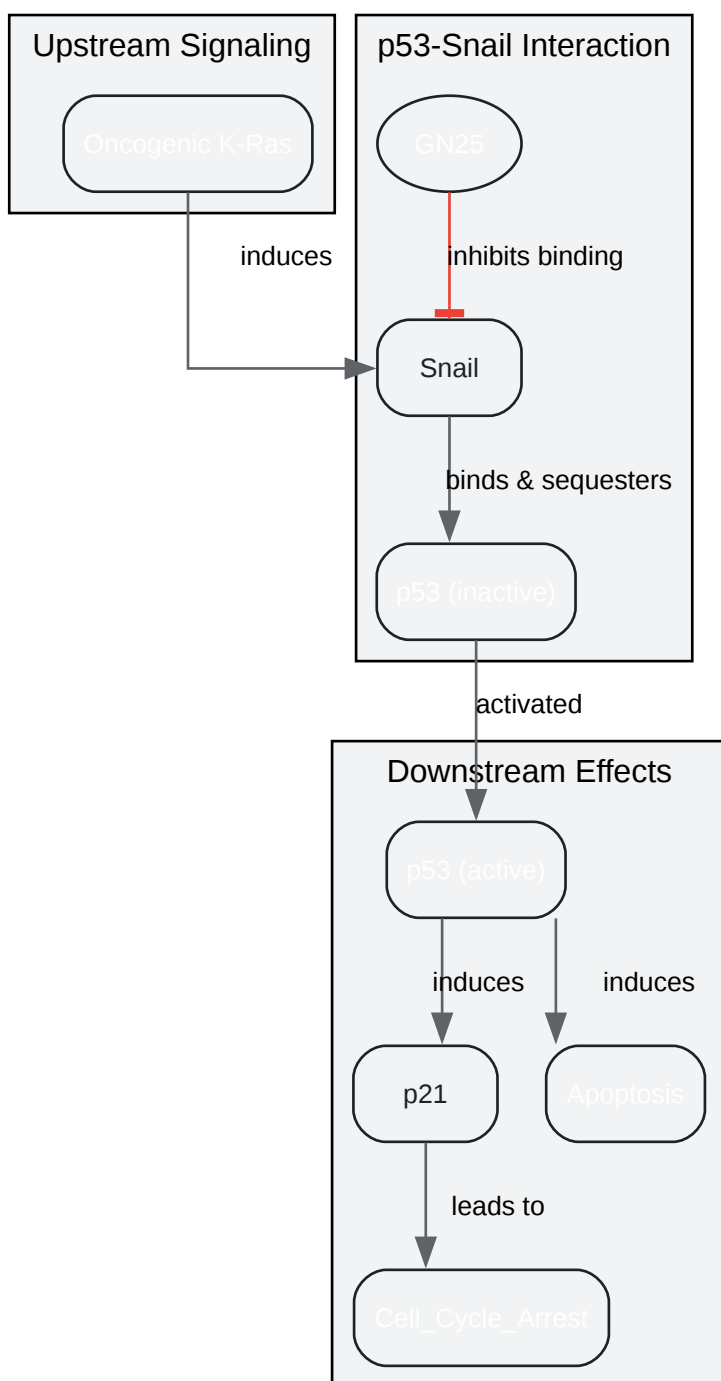 Upstream Signaling
p53-Snail Interaction
Oncogenic K-Ras
GN25
induces
inhibits binding
Snail
binds & sequesters
p53 (inactive)
activated
Downstream Effects
p53 (active)
induces
induces
p21
Apoptosis
leads to
Cell_Cycle_Arrest